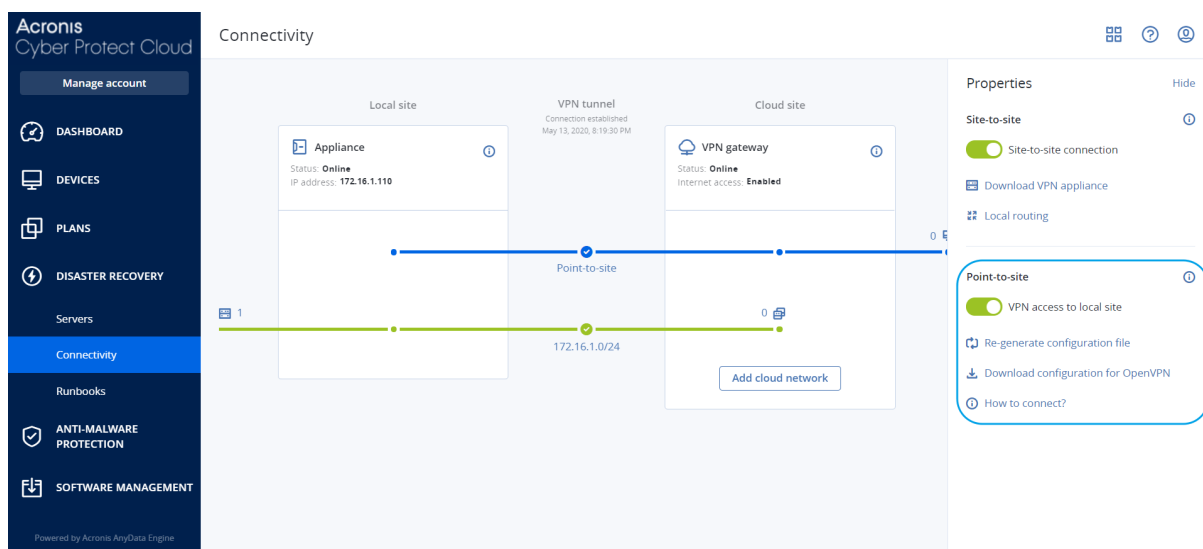 Acronis
Cyber Protect Cloud
Manage account
DASHBOARD
DEVICES
PLANS
DISASTER RECOVERY
Servers
Connectivity
Runbooks
ANTI-MALWARE
PROTECTION
SOFTWARE MANAGEMENT
Powered by Acronis AnyData Engine
Connectivity
Local site
VPN tunnel
Connection established
May 13, 2020, 8:19:30 PM
Cloud site
Appliance
Status: Online
IP address: 172.16.1.110
VPN gateway
Status: Online
Internet access: Enabled
0
Point-to-site
1
0
172.16.1.0/24
Add cloud network
Properties
Hide
Site-to-site
Site-to-site connection
Download VPN appliance
Local routing
Point-to-site
VPN access to local site
Re-generate configuration file
Download configuration for OpenVPN
How to connect?